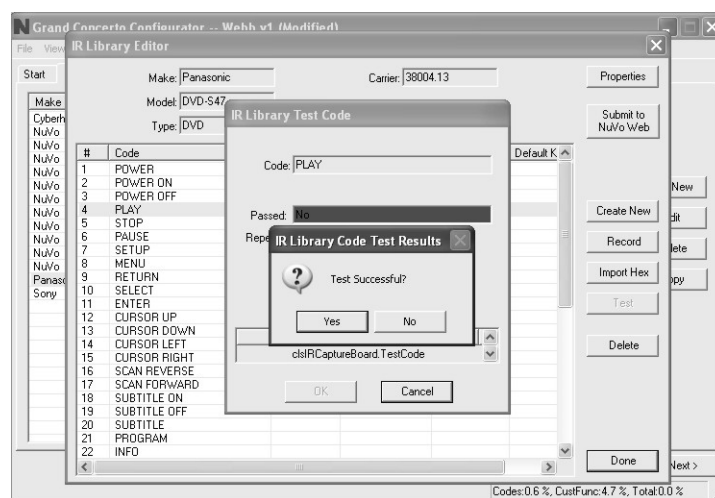 N Grand Concerto Configurator -- Webb v1 (Modified)
File View
IR Library Editor
Start
Make: Panasonic
Carrier: 38004.13
Properties
Model: DVD-S47
Type: DVD
Submit to
NuVo Web
Make
Cyberh
NuVo
NuVo
NuVo
NuVo
NuVo
NuVo
NuVo
NuVo
NuVo
NuVo
NuVo
Panaso
Sony
# Code Default K
1 POWER
2 POWER ON
3 POWER OFF
4 PLAY
5 STOP
6 PAUSE
7 SETUP
8 MENU
9 RETURN
10 SELECT
11 ENTER
12 CURSOR UP
13 CURSOR DOWN
14 CURSOR LEFT
15 CURSOR RIGHT
16 SCAN REVERSE
17 SCAN FORWARD
18 SUBTITLE ON
19 SUBTITLE OFF
20 SUBTITLE
21 PROGRAM
22 INFO
IR Library Test Code
Code: PLAY
Passed: No
Repe
IR Library Code Test Results
Test Successful?
Yes No
clsIRCaptureBoard.TestCode
OK Cancel
Create New
Record
Import Hex
Test
Delete
Done
New
dit
lete
opy
Next >
Codes:0.6 %, CustFunc:4.7 %, Total:0.0 %